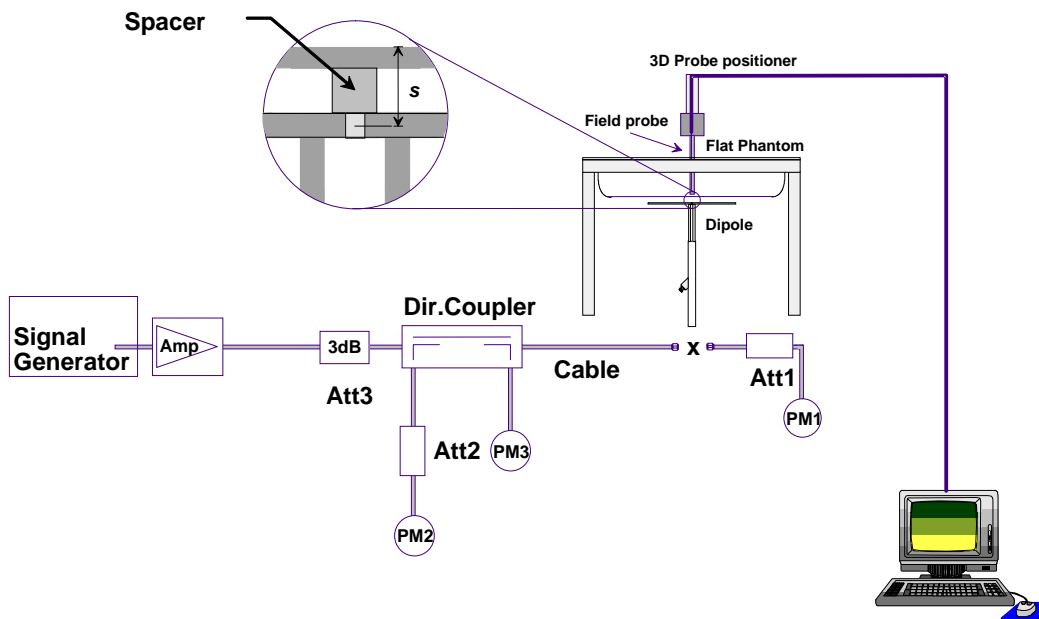 Spacer
s
3D Probe positioner
Field probe
Flat Phantom
Dipole
Signal
Generator
Amp
3dB
Att3
Dir.Coupler
Cable
x
Att1
PM1
Att2
PM3
PM2